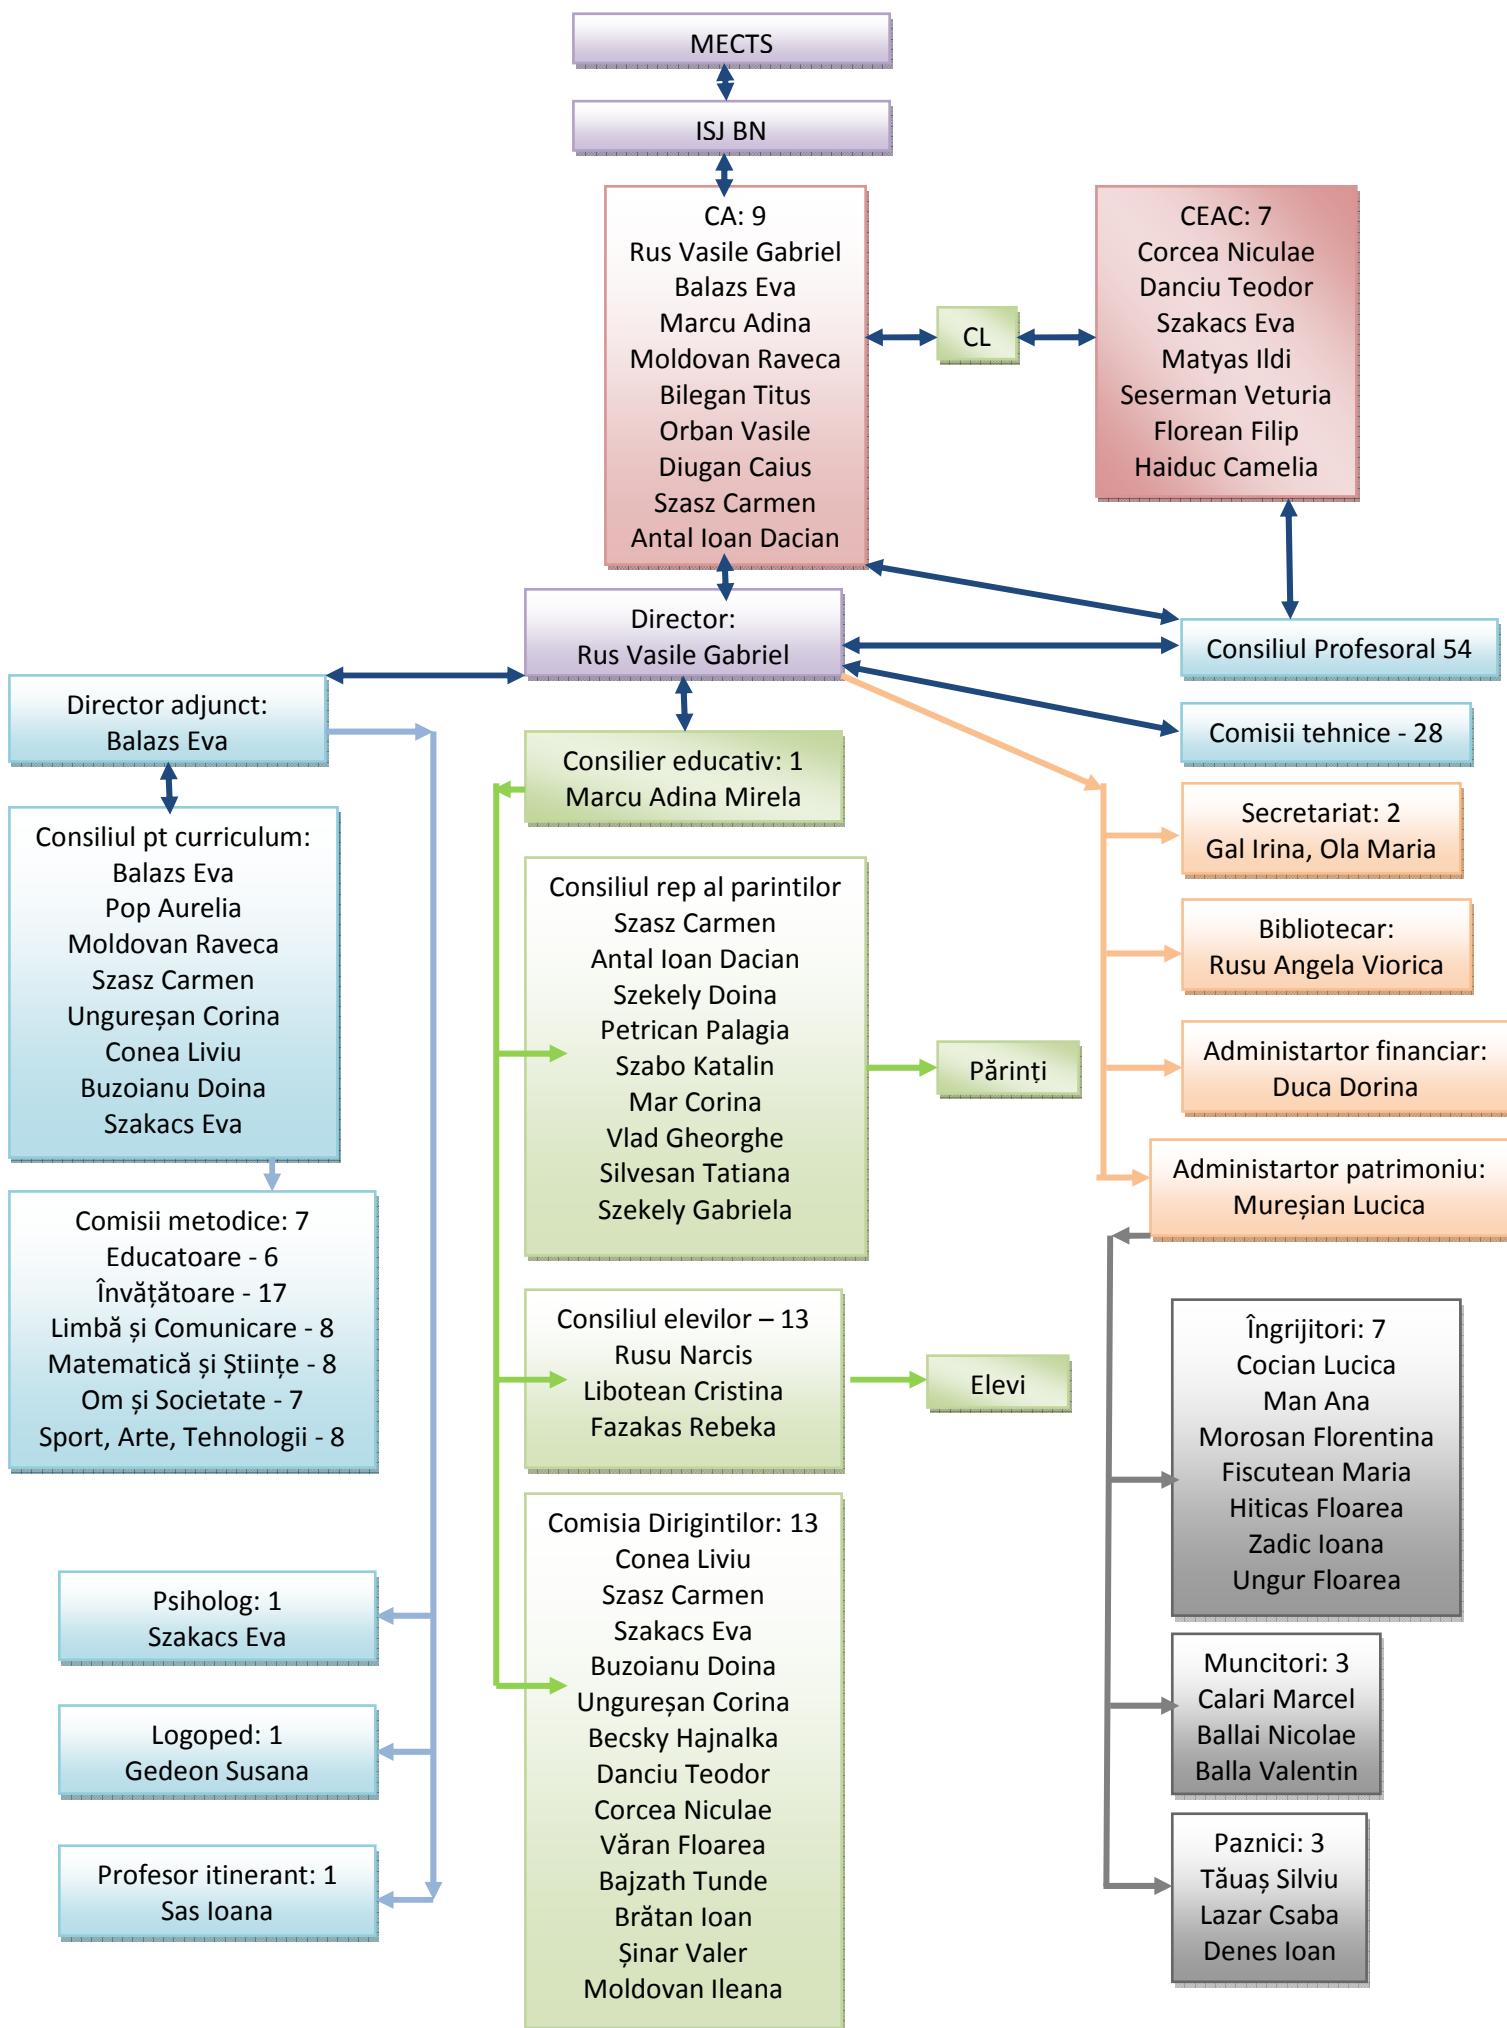 MECTS
ISJ BN
CA: 9
Rus Vasile Gabriel
Balazs Eva
Marcu Adina
Moldovan Raveca
Bilegan Titus
Orban Vasile
Diugan Caius
Szasz Carmen
Antal Ioan Dacian
CL
CEAC: 7
Corcea Niculae
Danciu Teodor
Szakacs Eva
Matyas Ildi
Seserman Veturia
Florean Filip
Haiduc Camelia
Director:
Rus Vasile Gabriel
Consiliul Profesoral 54
Comisii tehnice - 28
Director adjunct:
Balazs Eva
Consiliul pt curriculum:
Balazs Eva
Pop Aurelia
Moldovan Raveca
Szasz Carmen
Ungureșan Corina
Conea Liviu
Buzoianu Doina
Szakacs Eva
Comisii metodice: 7
Educatoare - 6
Învățătoare - 17
Limbă și Comunicare - 8
Matematică și Științe - 8
Om și Societate - 7
Sport, Arte, Tehnologii - 8
Psiholog: 1
Szakacs Eva
Logoped: 1
Gedeon Susana
Profesor itinerant: 1
Sas Ioana
Consilier educativ: 1
Marcu Adina Mirela
Consiliul rep al parintilor
Szasz Carmen
Antal Ioan Dacian
Szekely Doina
Petrican Palagia
Szabo Katalin
Mar Corina
Vlad Gheorghe
Silvesan Tatiana
Szekely Gabriela
Părinți
Consiliul elevilor – 13
Rusu Narcis
Libotean Cristina
Fazakas Rebeka
Elevi
Comisia Dirigintilor: 13
Conea Liviu
Szasz Carmen
Szakacs Eva
Buzoianu Doina
Ungureșan Corina
Becsky Hajnalka
Danciu Teodor
Corcea Niculae
Văran Floarea
Bajzath Tunde
Brătan Ioan
Șinar Valer
Moldovan Ileana
Secretariat: 2
Gal Irina, Ola Maria
Bibliotecar:
Rusu Angela Viorica
Administartor financiar:
Duca Dorina
Administartor patrimoniu:
Mureșian Lucica
Îngrijitori: 7
Cocian Lucica
Man Ana
Morosan Florentina
Fiscutean Maria
Hiticas Floarea
Zadic Ioana
Ungur Floarea
Muncitori: 3
Calari Marcel
Ballai Nicolae
Balla Valentin
Paznici: 3
Tăuaș Silviu
Lazar Csaba
Denes Ioan